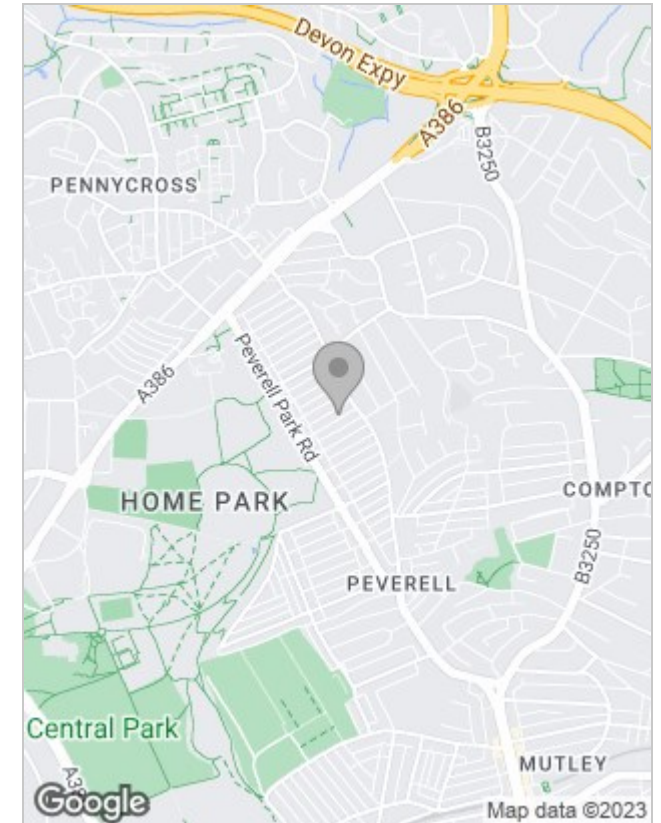 Devon Expy
A386
B3250
PENNYCROSS
A386
Peverell Park Rd
HOME PARK
COMPTO
B3250
PEVERELL
Central Park
A38
MUTLEY
Google
Map data ©2023